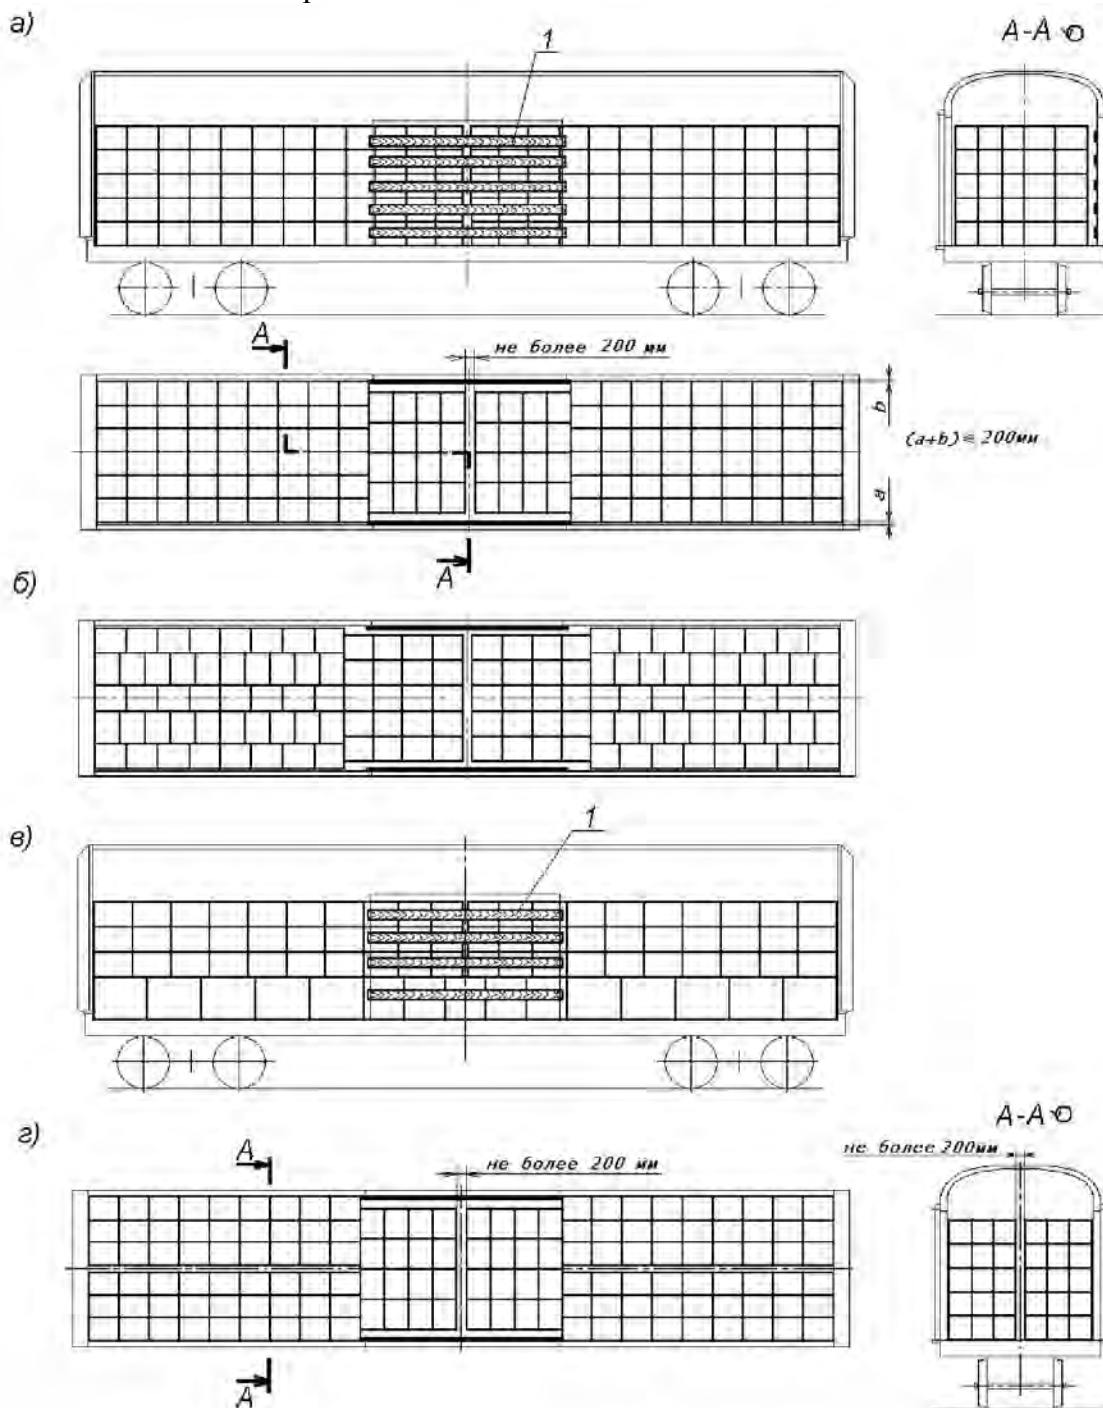 а)
1
А-А
А
не более 200 мм
b
(a+b)≤200мм
a
А
б)
в)
1
г)
А-А
А
не более 200 мм
не более 200мм
А